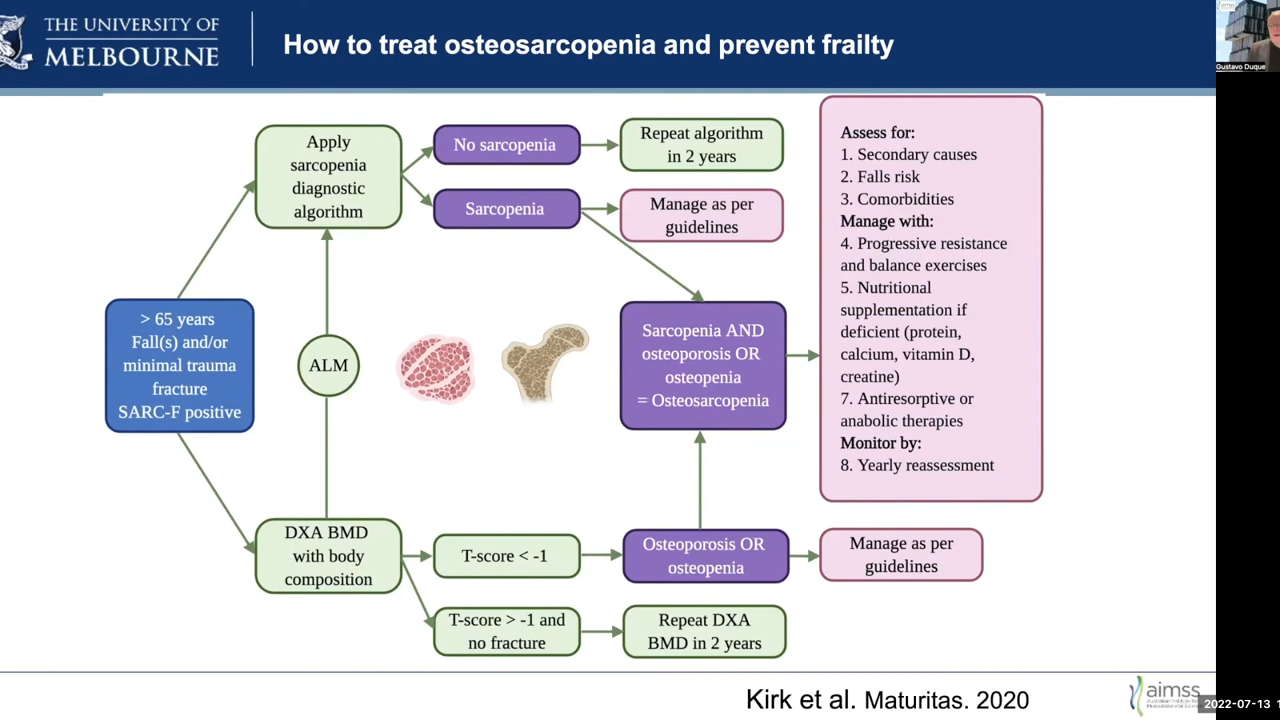 THE UNIVERSITY OF
MELBOURNE
How to treat osteosarcopenia and prevent frailty
aimss
Gustavo Duque
Apply
sarcopenia
diagnostic
algorithm
No sarcopenia
Repeat algorithm
in 2 years
Sarcopenia
Manage as per
guidelines
> 65 years
Fall(s) and/or
minimal trauma
fracture
SARC-F positive
ALM
Sarcopenia AND
osteoporosis OR
osteopenia
= Osteosarcopenia
Assess for:
1. Secondary causes
2. Falls risk
3. Comorbidities
Manage with:
4. Progressive resistance
and balance exercises
5. Nutritional
supplementation if
deficient (protein,
calcium, vitamin D,
creatine)
7. Antiresorptive or
anabolic therapies
Monitor by:
8. Yearly reassessment
DXA BMD
with body
composition
T-score < -1
Osteoporosis OR
osteopenia
Manage as per
guidelines
T-score > -1 and
no fracture
Repeat DXA
BMD in 2 years
Kirk et al. Maturitas. 2020
aimss
2022-07-13